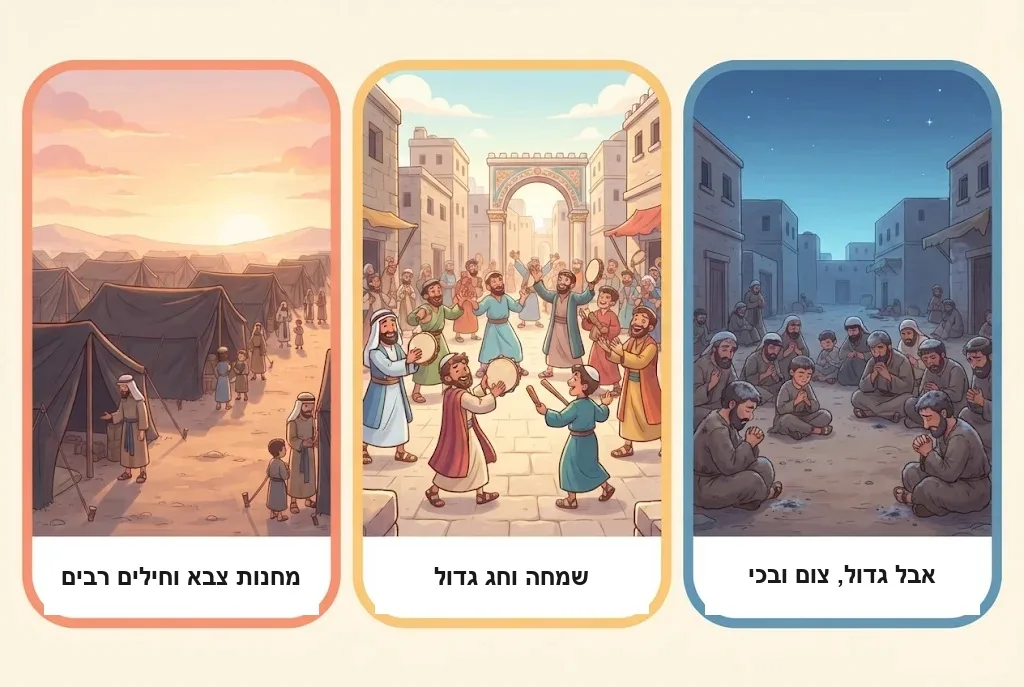 אבל גדול, צום ובכי
שמחה וחג גדול
מחנות צבא וחילים רבים